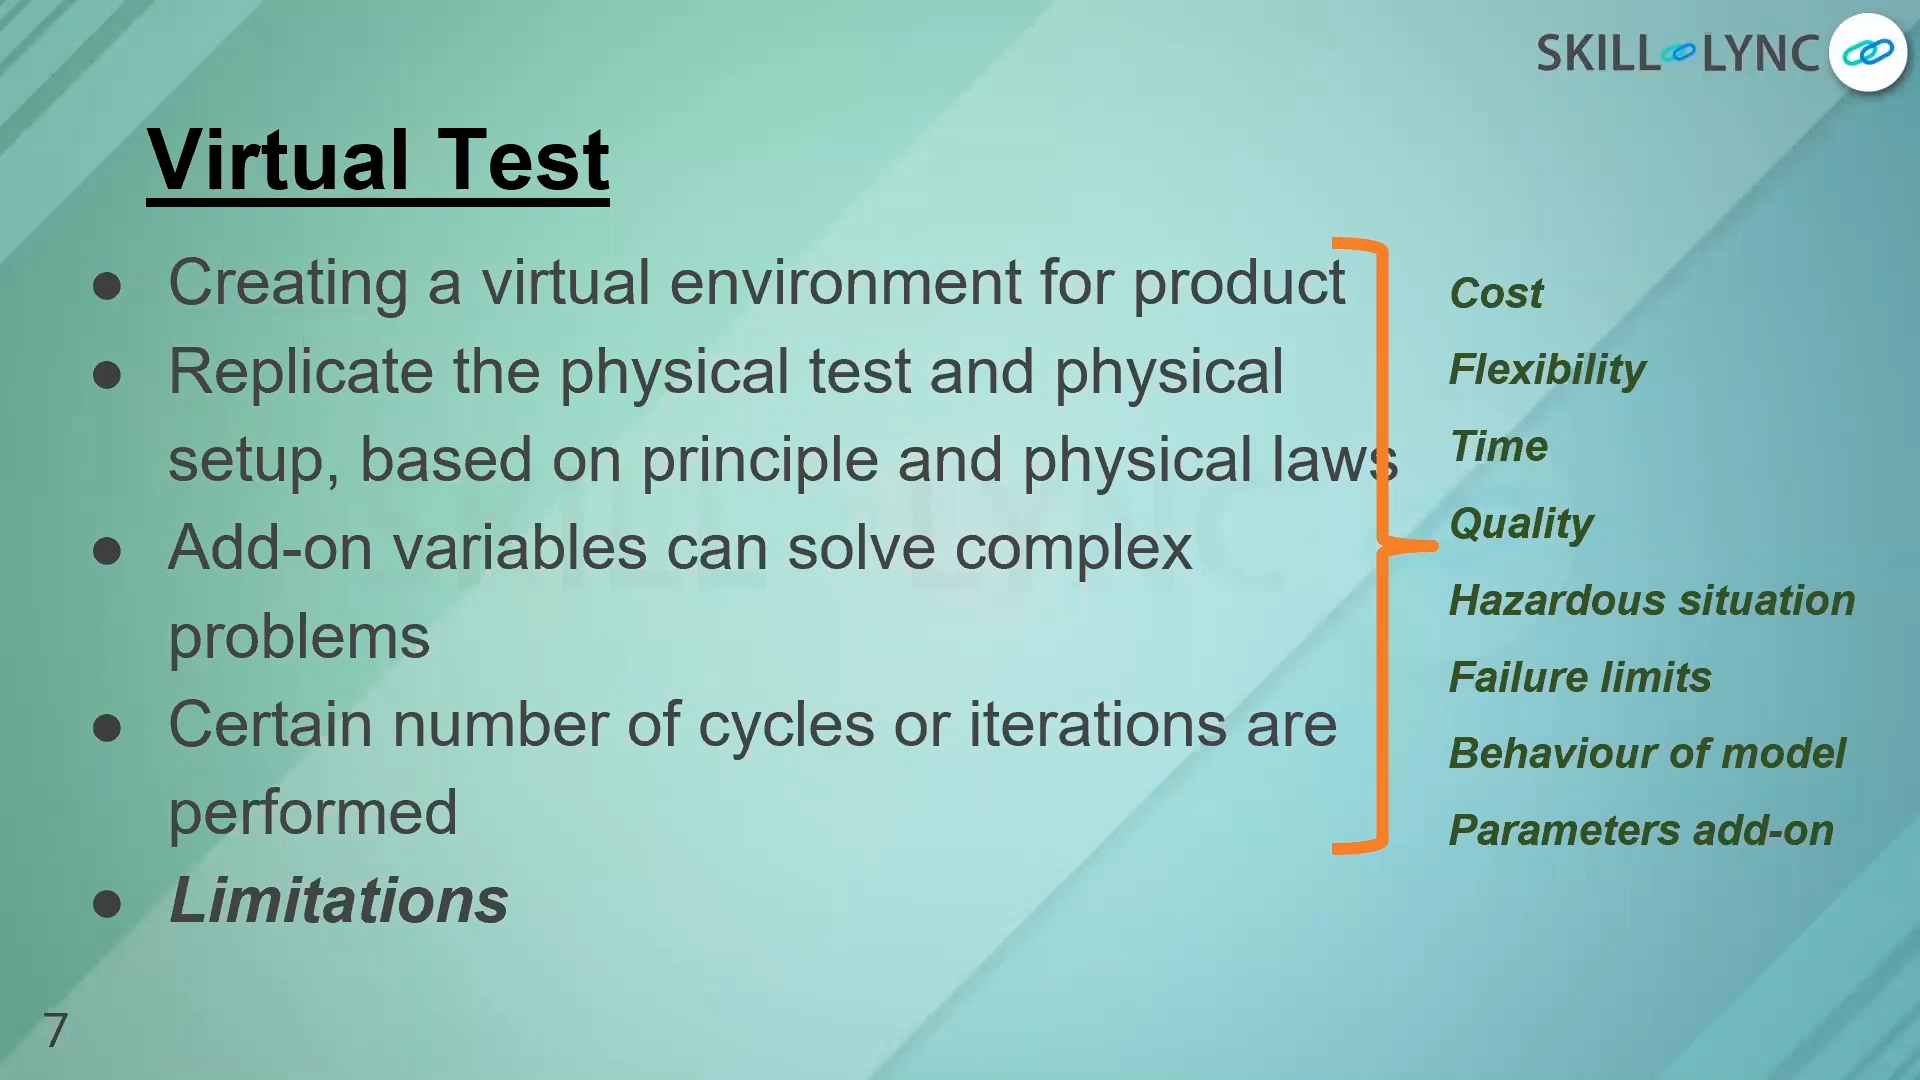 SKILL LYNC
Virtual Test
● Creating a virtual environment for product
● Replicate the physical test and physical
setup, based on principle and physical laws
● Add-on variables can solve complex
problems
● Certain number of cycles or iterations are
performed
● Limitations
Cost
Flexibility
Time
Quality
Hazardous situation
Failure limits
Behaviour of model
Parameters add-on
7